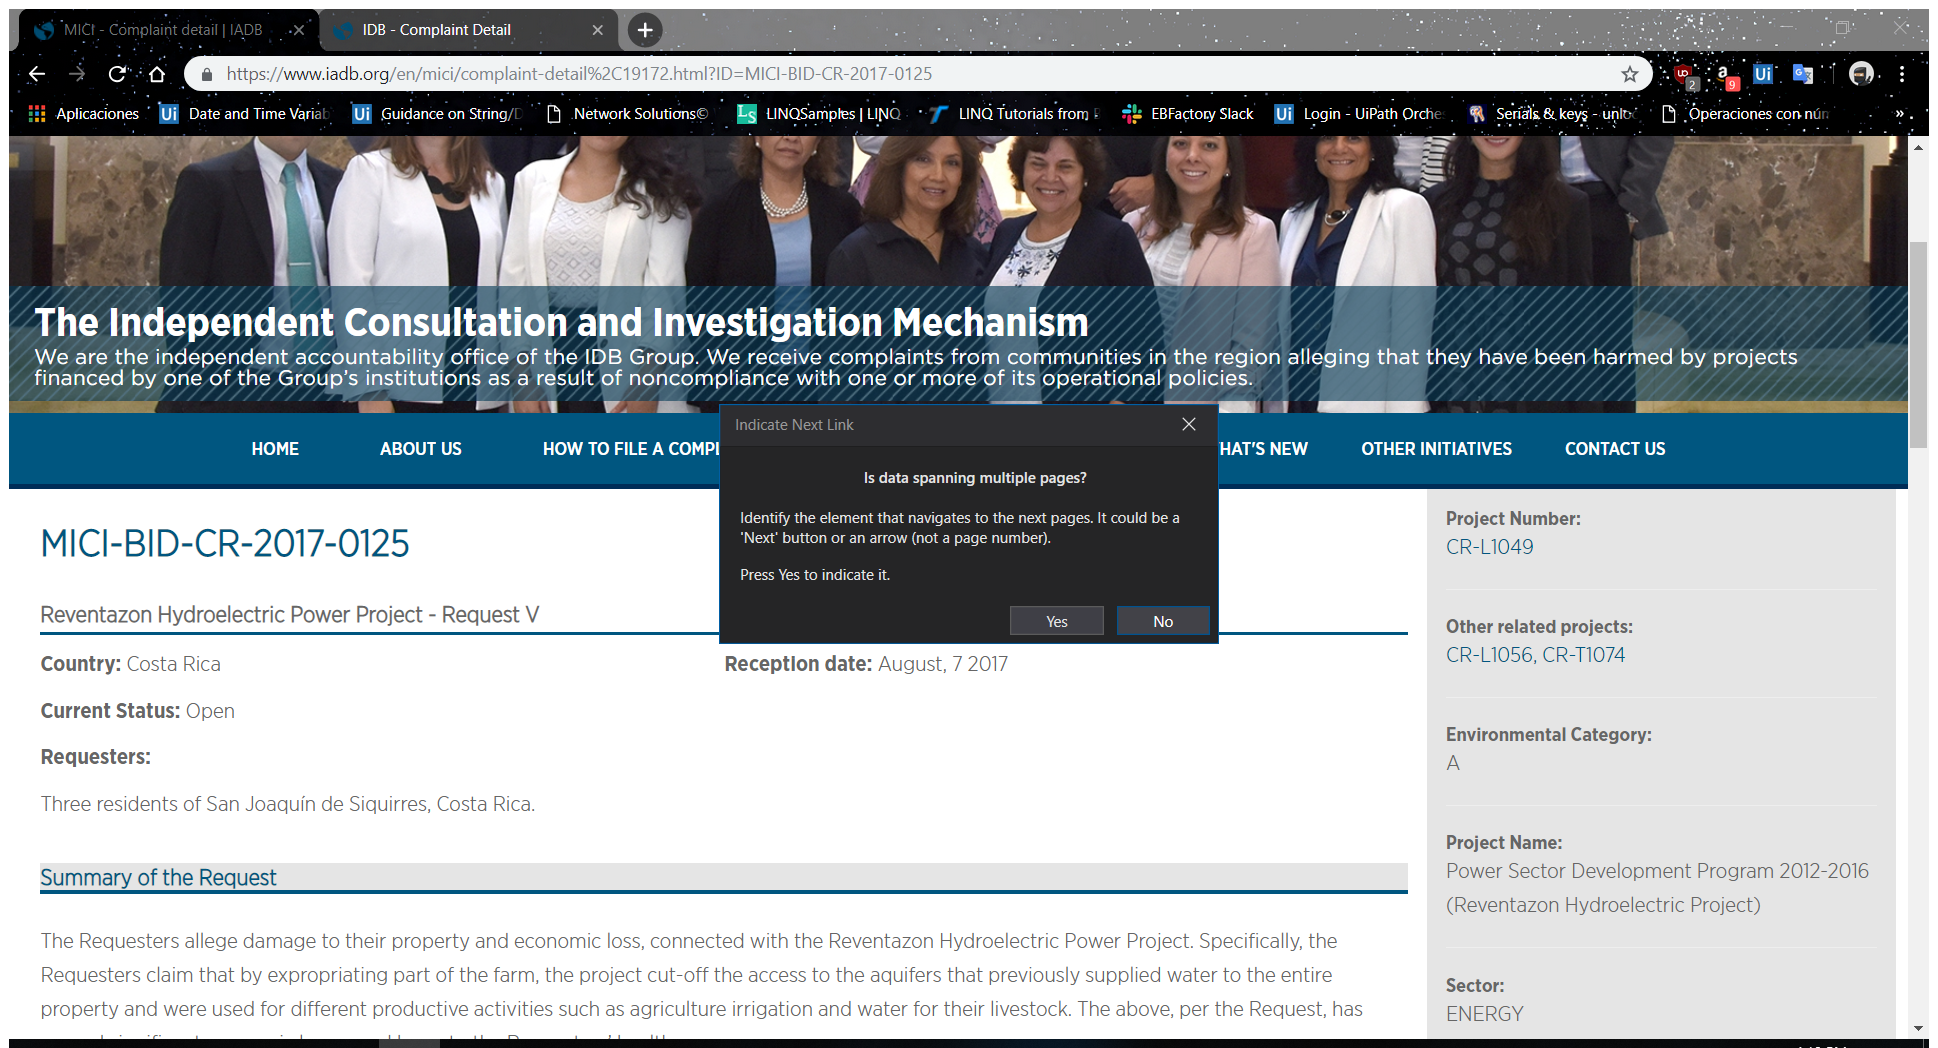 MICI - Complaint detail | IADB
IDB - Complaint Detail
https://www.iadb.org/en/mici/complaint-detail%2C19172.html?ID=MICI-BID-CR-2017-0125
2
9
Aplicaciones
Date and Time Variab
Guidance on String/D
Network Solutions©
LINQSamples | LINQ
LINQ Tutorials from
EBFactory Slack
Login - UiPath Orche
Serials & keys - unlo
Operaciones con núm
The Independent Consultation and Investigation Mechanism
We are the independent accountability office of the IDB Group. We receive complaints from communities in the region alleging that they have been harmed by projects
financed by one of the Group's institutions as a result of noncompliance with one or more of its operational policies.
HOME
ABOUT US
HOW TO FILE A COMPL
HAT'S NEW
OTHER INITIATIVES
CONTACT US
Indicate Next Link
Is data spanning multiple pages?
Identify the element that navigates to the next pages. It could be a
'Next' button or an arrow (not a page number).
Press Yes to indicate it.
Yes
No
MICI-BID-CR-2017-0125
Reventazon Hydroelectric Power Project - Request V
Country: Costa Rica
Reception date: August, 7 2017
Current Status: Open
Requesters:
Three residents of San Joaquín de Siquirres, Costa Rica.
Summary of the Request
The Requesters allege damage to their property and economic loss, connected with the Reventazon Hydroelectric Power Project. Specifically, the
Requesters claim that by expropriating part of the farm, the project cut-off the access to the aquifers that previously supplied water to the entire
property and were used for different productive activities such as agriculture irrigation and water for their livestock. The above, per the Request, has
Project Number:
CR-L1049
Other related projects:
CR-L1056, CR-T1074
Environmental Category:
A
Project Name:
Power Sector Development Program 2012-2016
(Reventazon Hydroelectric Project)
Sector:
ENERGY